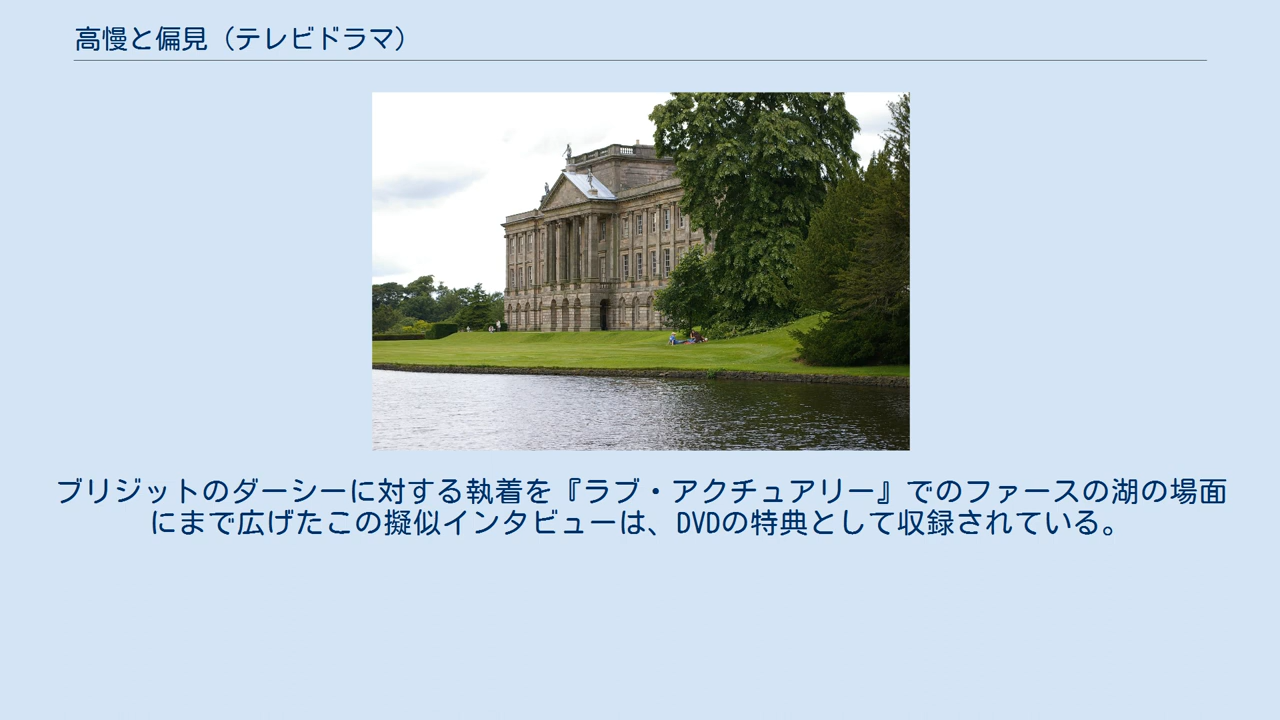 高慢と偏見（テレビドラマ）
ブリジットのダーシーに対する執着を『ラブ・アクチュアリー』でのファースの湖の場面
にまで広げたこの擬似インタビューは、DVDの特典として収録されている。